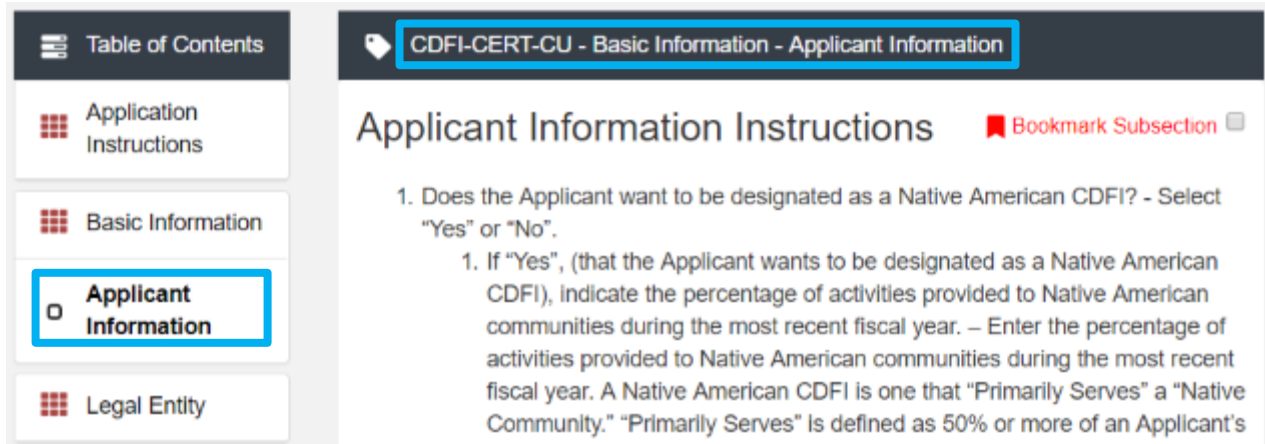 Table of Contents
Application
Instructions
Basic Information
Applicant
Information
Legal Entity
CDFI-CERT-CU - Basic Information - Applicant Information
Applicant Information Instructions
Bookmark Subsection
1. Does the Applicant want to be designated as a Native American CDFI? - Select
“Yes” or “No”.
1. If “Yes”, (that the Applicant wants to be designated as a Native American
CDFI), indicate the percentage of activities provided to Native American
communities during the most recent fiscal year. – Enter the percentage of
activities provided to Native American communities during the most recent
fiscal year. A Native American CDFI is one that “Primarily Serves” a “Native
Community.” “Primarily Serves” is defined as 50% or more of an Applicant’s